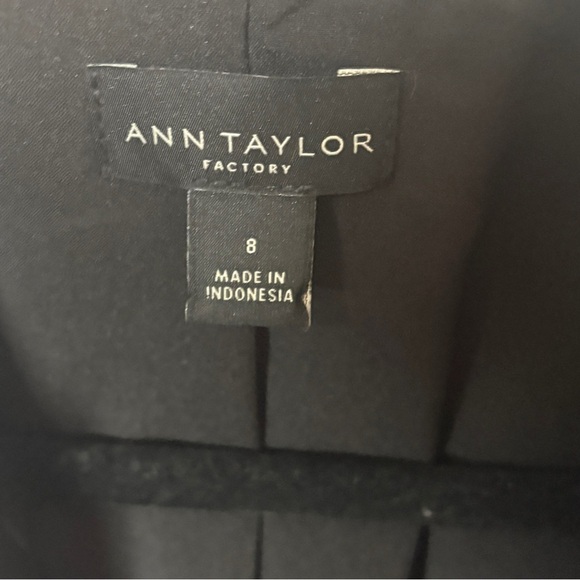 ANN TAYLOR
FACTORY
8
MADE IN
INDONESIA